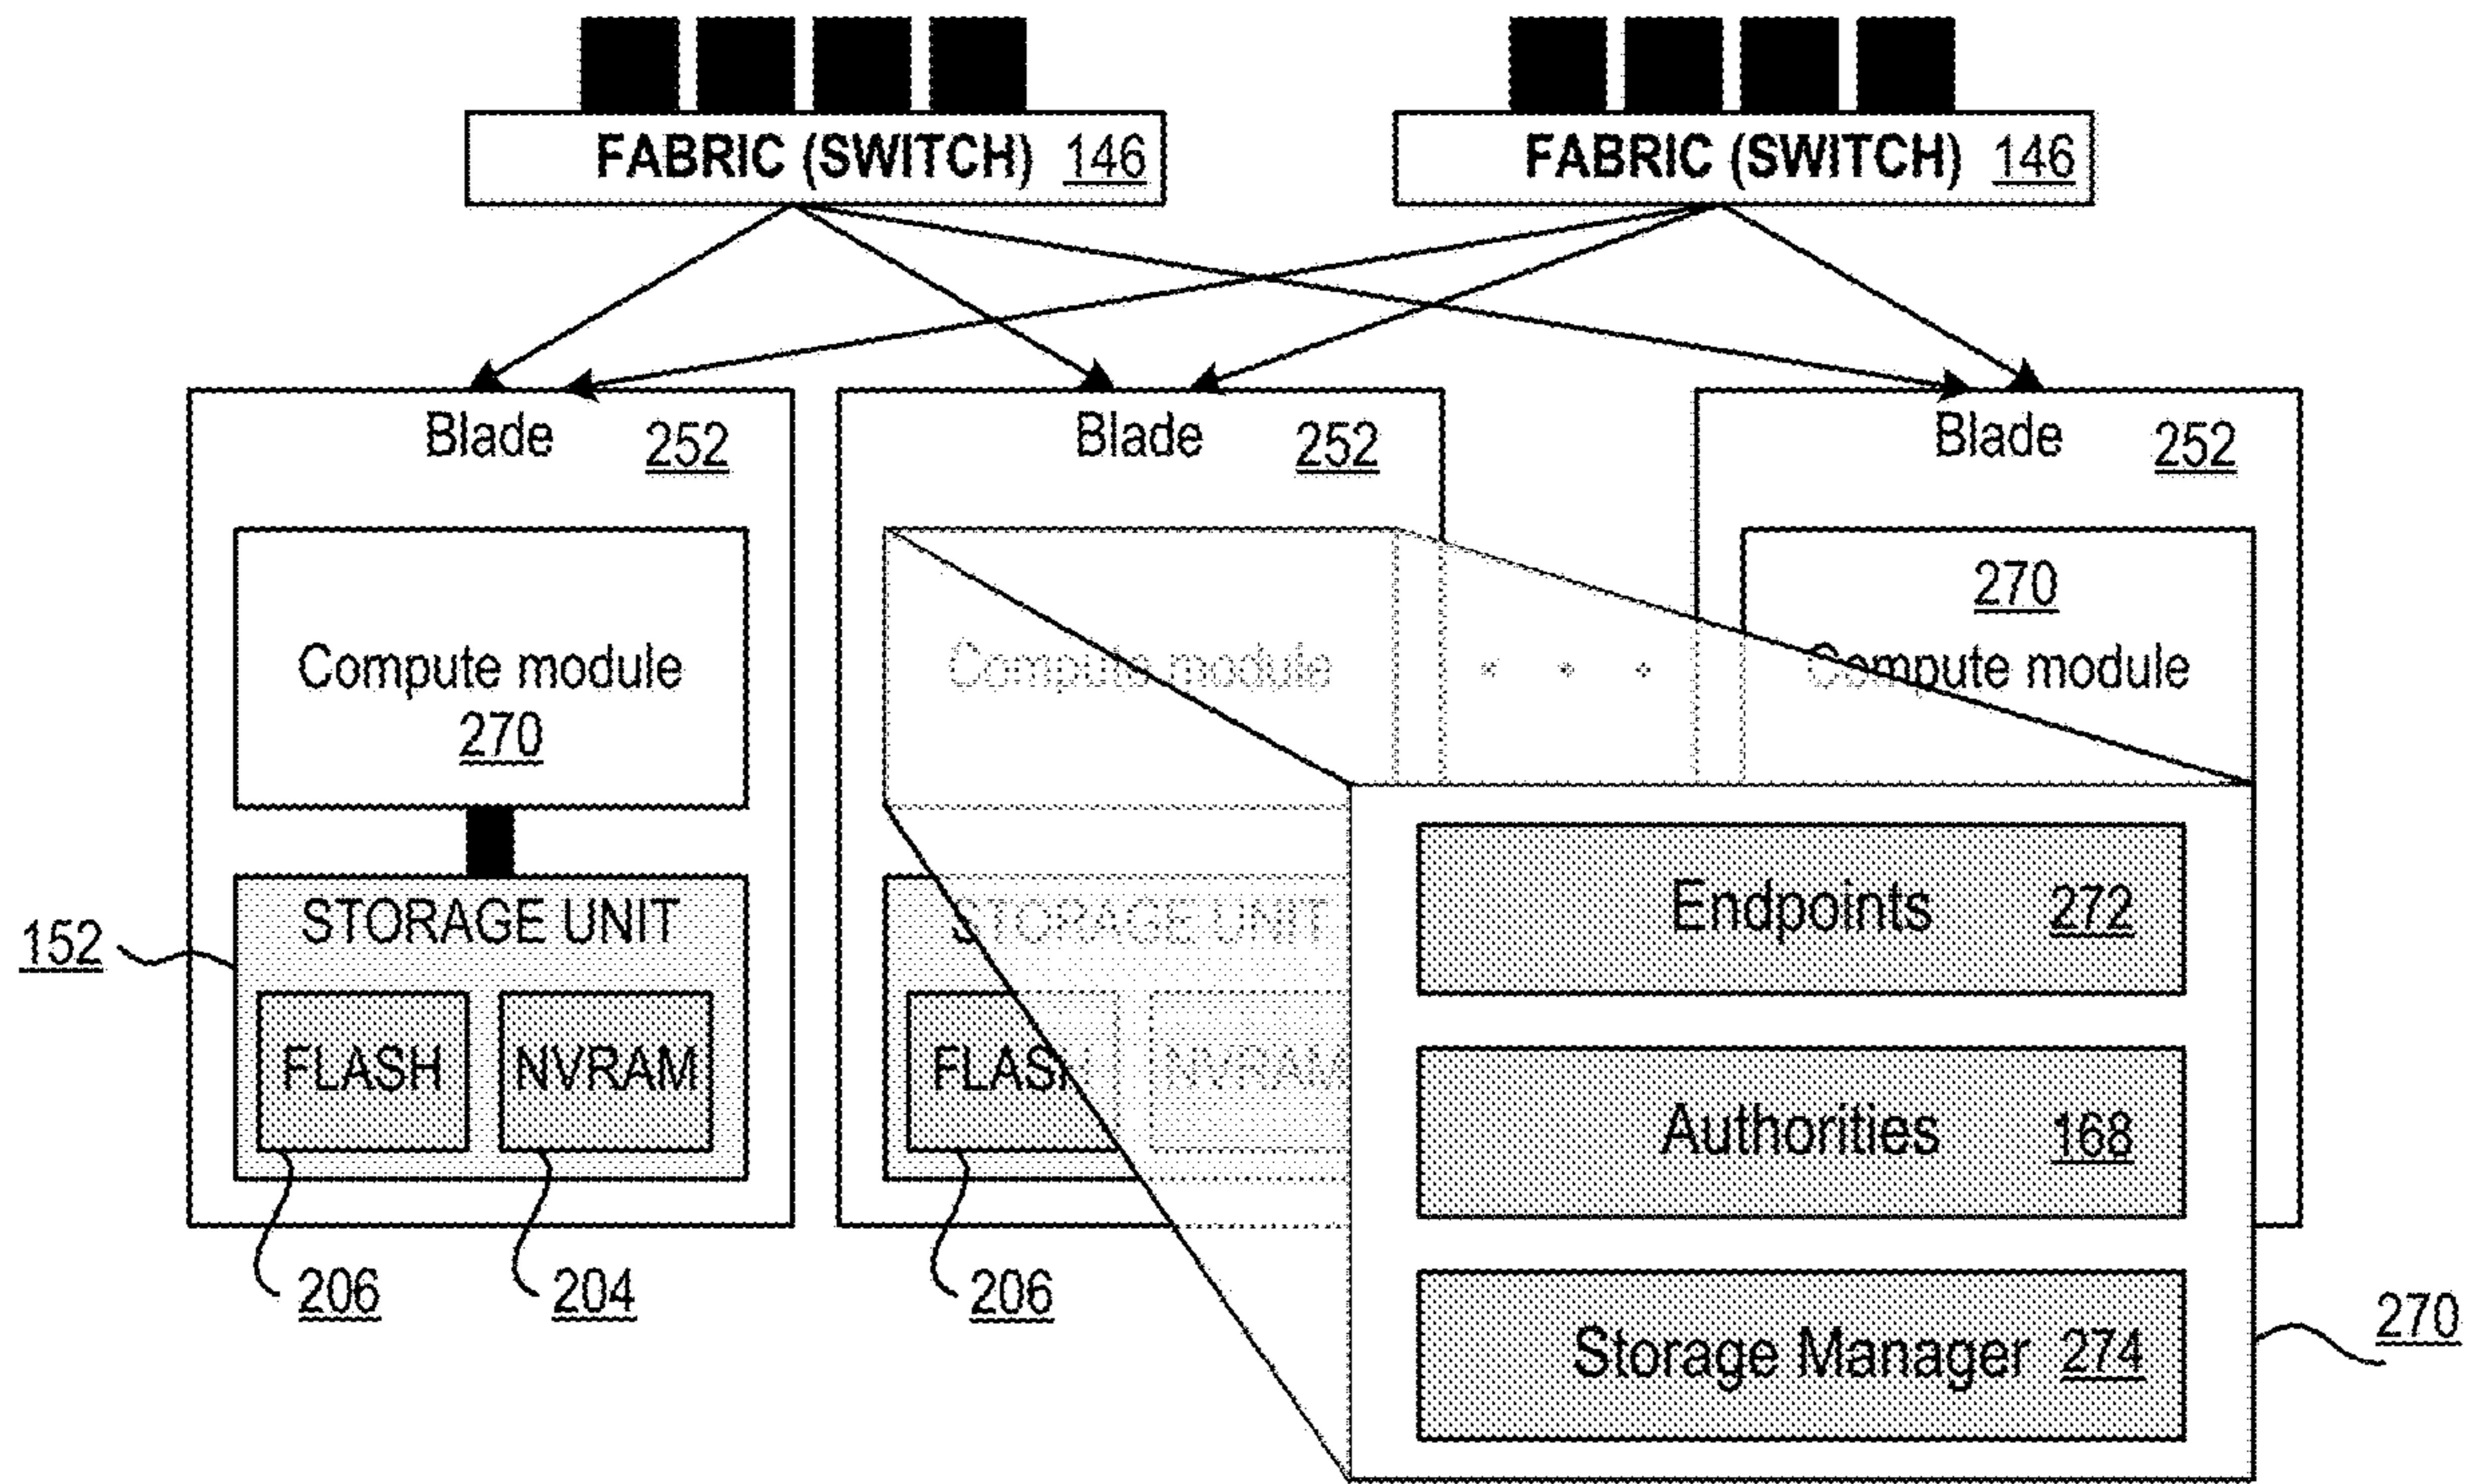 FABRIC (SWITCH) 146
FABRIC (SWITCH) 146
Blade 252
Blade 252
Blade 252
Compute module
270
Compute module
. . .
270
Compute module
152
STORAGE UNIT
FLASH
NVRAM
STORAGE UNIT
FLASH
NVRAM
206
204
206
Endpoints 272
Authorities 168
Storage Manager 274
270